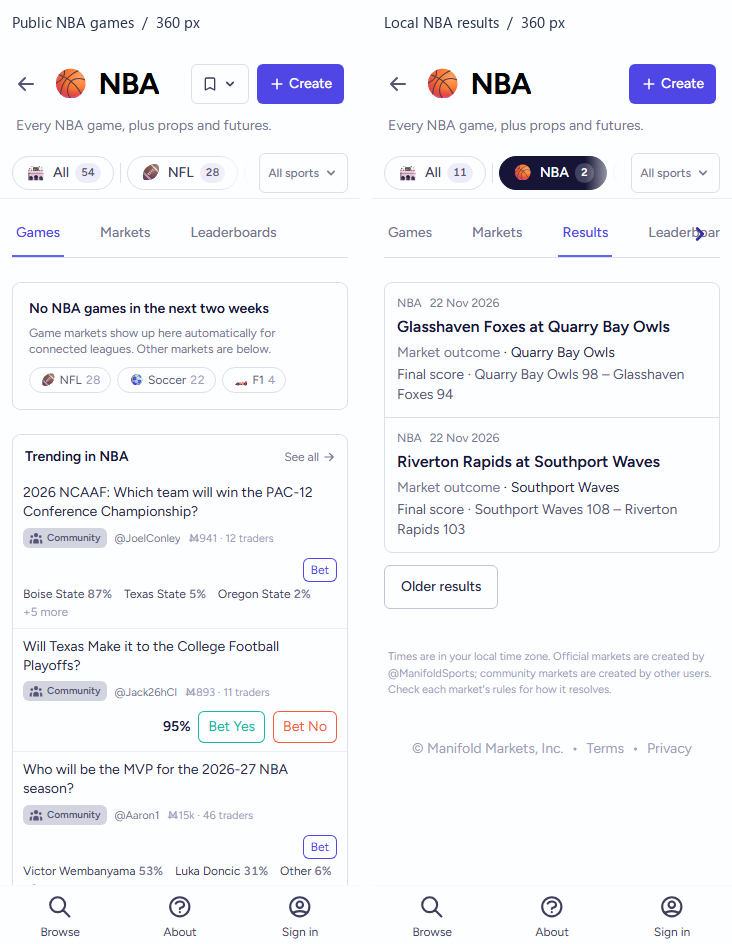 Public NBA games / 360 px
NBA
Create
Every NBA game, plus props and futures.
All 54
NFL 28
All sports
Games
Markets
Leaderboards
No NBA games in the next two weeks
Game markets show up here automatically for
connected leagues. Other markets are below.
NFL 28
Soccer 22
F1 4
Trending in NBA
See all →
2026 NCAAF: Which team will win the PAC-12
Conference Championship?
Community @JoelConley Ṁ941 · 12 traders
Bet
Boise State 87% Texas State 5% Oregon State 2%
+5 more
Will Texas Make it to the College Football
Playoffs?
Community @Jack26hCl Ṁ893 · 11 traders
95% Bet Yes Bet No
Who will be the MVP for the 2026-27 NBA
season?
Community @Aaron1 Ṁ15k · 46 traders
Bet
Victor Wembanyama 53% Luka Doncic 31% Other 6%
Browse
About
Sign in
Local NBA results / 360 px
NBA
Create
Every NBA game, plus props and futures.
All 11
NBA 2
All sports
Games
Markets
Results
Leaderboar
NBA 22 Nov 2026
Glasshaven Foxes at Quarry Bay Owls
Market outcome · Quarry Bay Owls
Final score · Quarry Bay Owls 98 – Glasshaven
Foxes 94
NBA 22 Nov 2026
Riverton Rapids at Southport Waves
Market outcome · Southport Waves
Final score · Southport Waves 108 – Riverton
Rapids 103
Older results
Times are in your local time zone. Official markets are created by
@ManifoldSports; community markets are created by other users.
Check each market's rules for how it resolves.
© Manifold Markets, Inc. • Terms • Privacy
Browse
About
Sign in